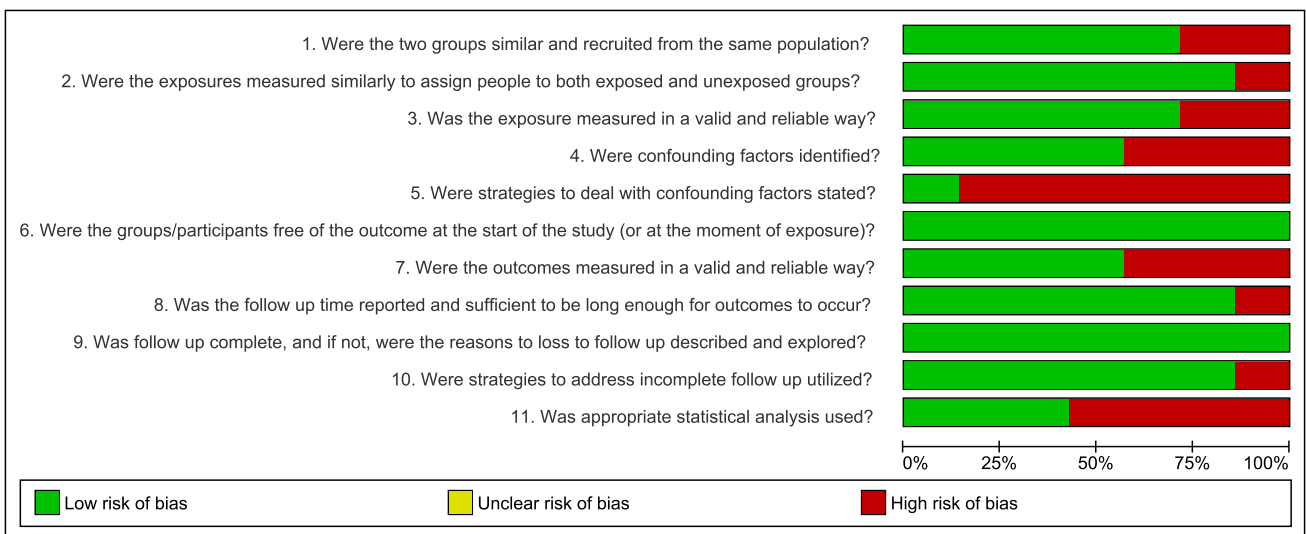 1. Were the two groups similar and recruited from the same population?
2. Were the exposures measured similarly to assign people to both exposed and unexposed groups?
3. Was the exposure measured in a valid and reliable way?
4. Were confounding factors identified?
5. Were strategies to deal with confounding factors stated?
6. Were the groups/participants free of the outcome at the start of the study (or at the moment of exposure)?
7. Were the outcomes measured in a valid and reliable way?
8. Was the follow up time reported and sufficient to be long enough for outcomes to occur?
9. Was follow up complete, and if not, were the reasons to loss to follow up described and explored?
10. Were strategies to address incomplete follow up utilized?
11. Was appropriate statistical analysis used?
0% 25% 50% 75% 100%
Low risk of bias Unclear risk of bias High risk of bias